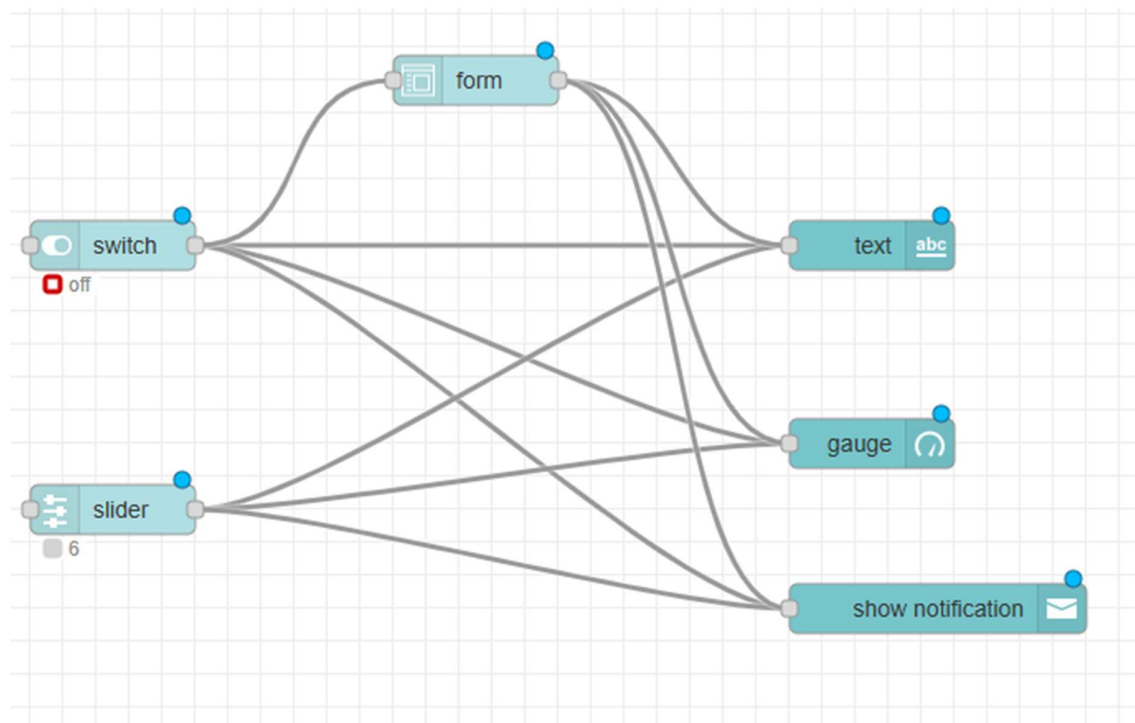 form
switch
off
text
abc
gauge
slider
6
show notification